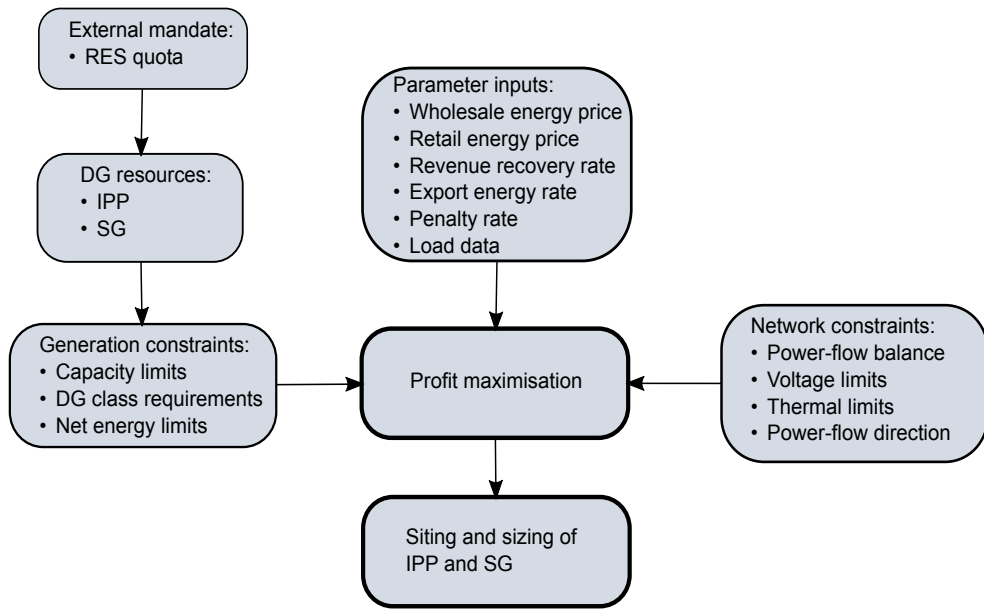 External mandate:
• RES quota
DG resources:
• IPP
• SG
Generation constraints:
• Capacity limits
• DG class requirements
• Net energy limits
Parameter inputs:
• Wholesale energy price
• Retail energy price
• Revenue recovery rate
• Export energy rate
• Penalty rate
• Load data
Profit maximisation
Network constraints:
• Power-flow balance
• Voltage limits
• Thermal limits
• Power-flow direction
Siting and sizing of
IPP and SG